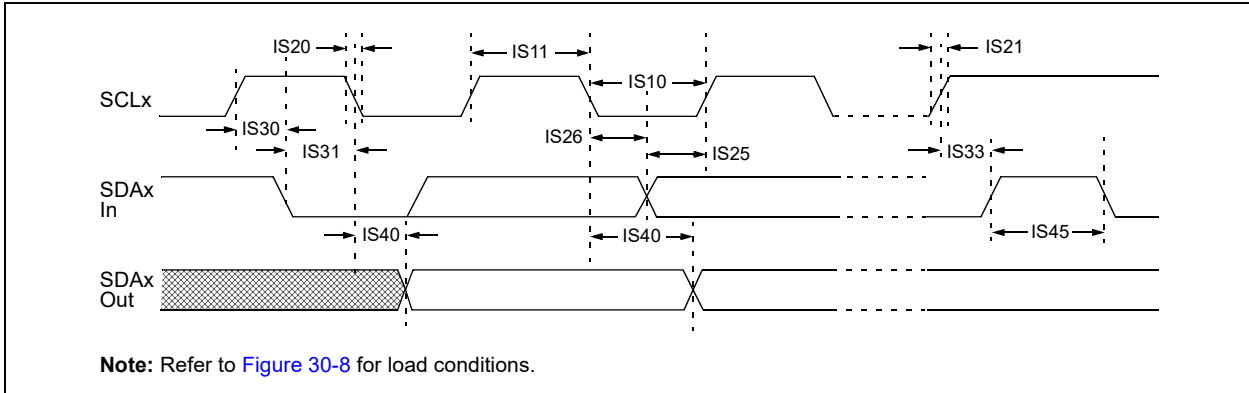 IS20
IS11
IS21
IS10
SCLx
IS30
IS26
IS31
IS25
IS33
SDAx
In
IS40
IS40
IS45
SDAx
Out
Note: Refer to Figure 30-8 for load conditions.